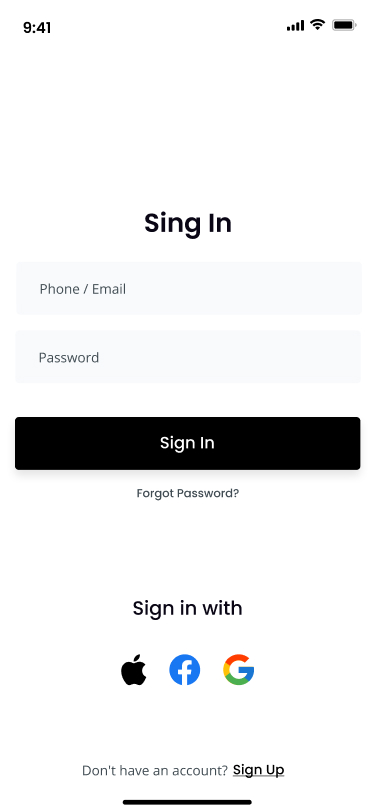 9:41
Sing In
Phone / Email
Password
Sign In
Forgot Password?
Sign in with
Don't have an account? Sign Up